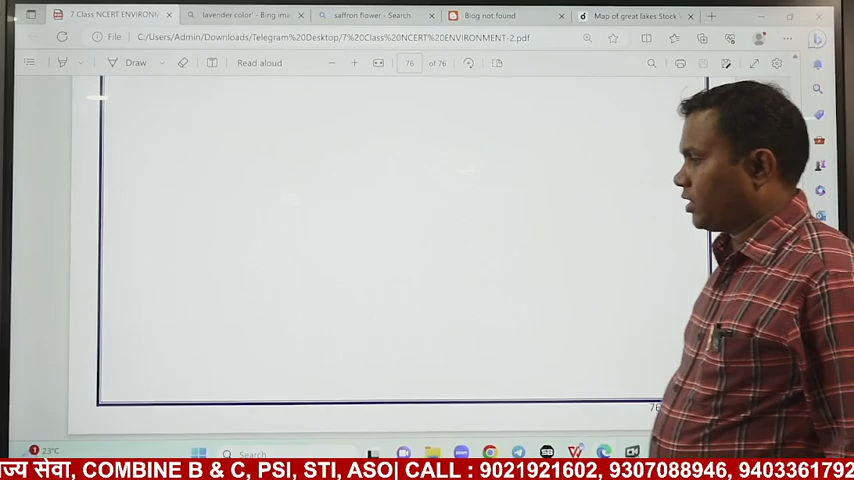 7 Class NCERT ENVIRONM
lavender color' - Bing ima
saffron flower - Search
Blog not found
Map of great lakes Stock V
File
C:/Users/Admin/Downloads/Telegram%20Desktop/7%20Class%20NCERT%20ENVIRONMENT-2.pdf
Draw
Read aloud
76
of 76
76
1
23°C
Search
ज्य सेवा, COMBINE B & C, PSI, STI, ASO| CALL : 9021921602, 9307088946, 9403361792